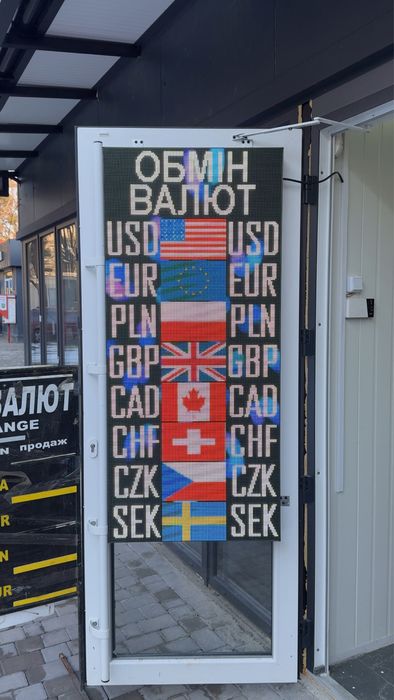 ОБМІН
ВАЛЮТ
USD USD
EUR EUR
PLN PLN
GBP GBP
CAD CAD
CHF CHF
CZK CZK
SEK SEK
ВАЛЮТ
ANGE
продаж